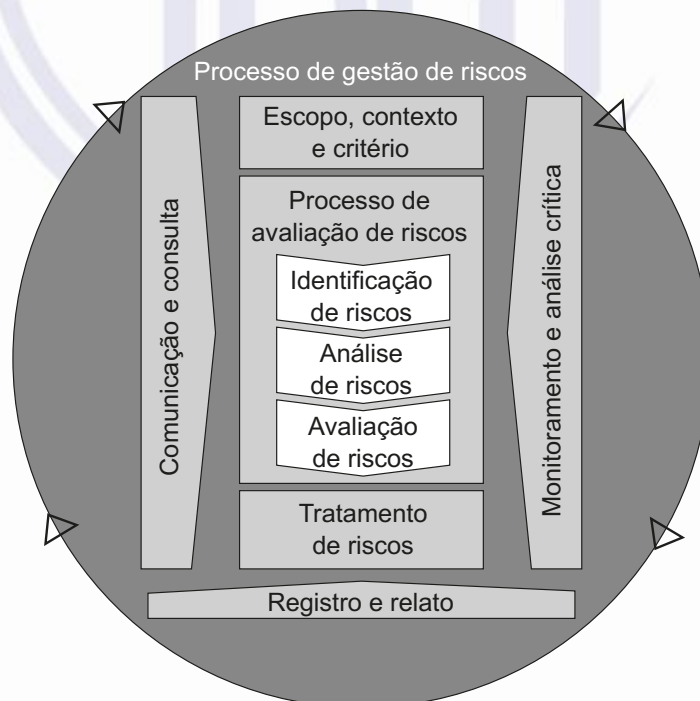 Processo de gestão de riscos
Escopo, contexto
e critério
Processo de
avaliação de riscos
Identificação
de riscos
Análise
de riscos
Avaliação
de riscos
Tratamento
de riscos
Comunicação e consulta
Monitoramento e análise crítica
Registro e relato